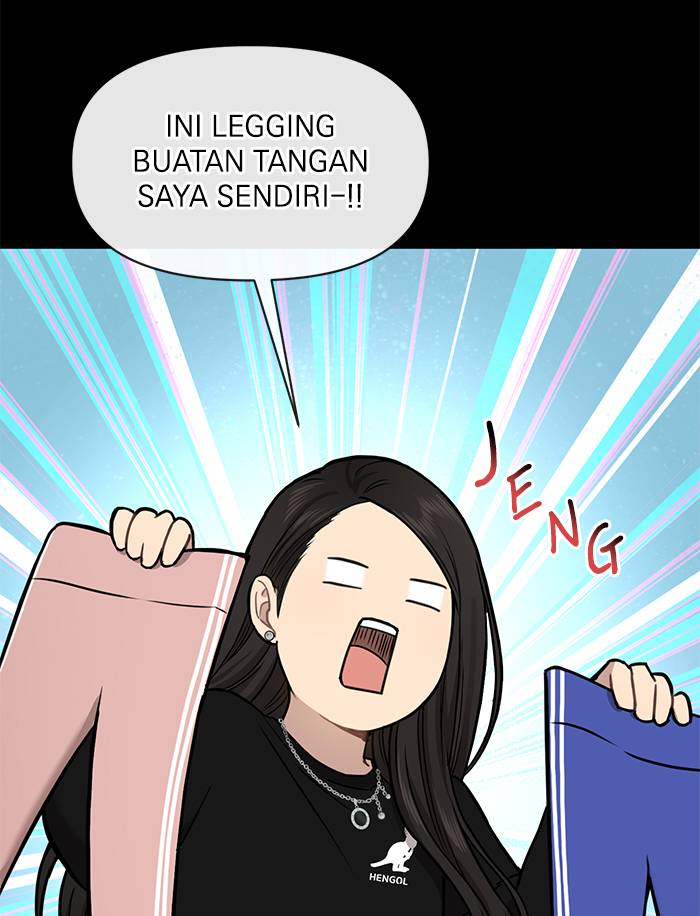 INI LEGGING
BUATAN TANGAN
SAYA SENDIRI-!!
JENG
HENGOL